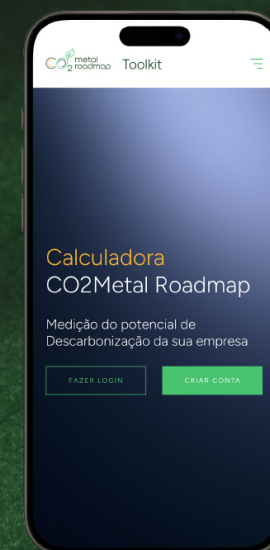 CO2 metal roadmap Toolkit
Calculadora
CO2Metal Roadmap
Medição do potencial de
Descarbonização da sua empresa
FAZER LOGIN CRIAR CONTA